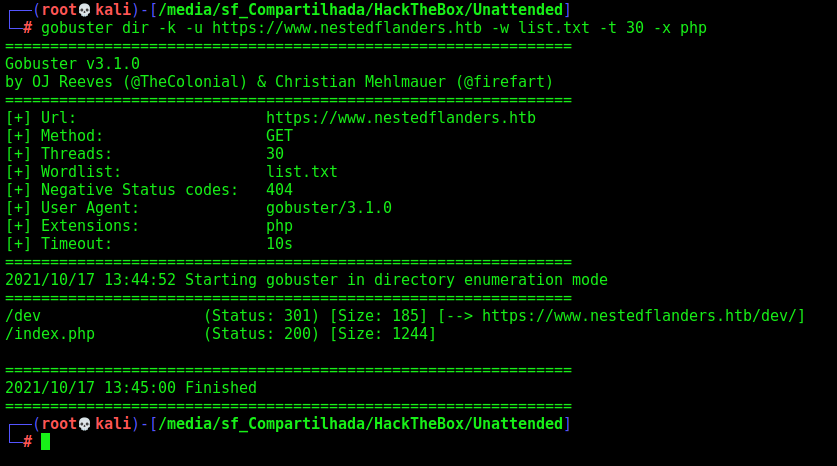 ┌──(root💀kali)-[/media/sf_Compartilhada/HackTheBox/Unattended]
└─# gobuster dir -k -u https://www.nestedflanders.htb -w list.txt -t 30 -x php
===============================================================
Gobuster v3.1.0
by OJ Reeves (@TheColonial) & Christian Mehlmauer (@firefart)
===============================================================
[+] Url:                     https://www.nestedflanders.htb
[+] Method:                  GET
[+] Threads:                 30
[+] Wordlist:                list.txt
[+] Negative Status codes:   404
[+] User Agent:              gobuster/3.1.0
[+] Extensions:              php
[+] Timeout:                 10s
===============================================================
2021/10/17 13:44:52 Starting gobuster in directory enumeration mode
===============================================================
/dev                  (Status: 301) [Size: 185] [--> https://www.nestedflanders.htb/dev/]
/index.php            (Status: 200) [Size: 1244]

===============================================================
2021/10/17 13:45:00 Finished
===============================================================
┌──(root💀kali)-[/media/sf_Compartilhada/HackTheBox/Unattended]
└─#